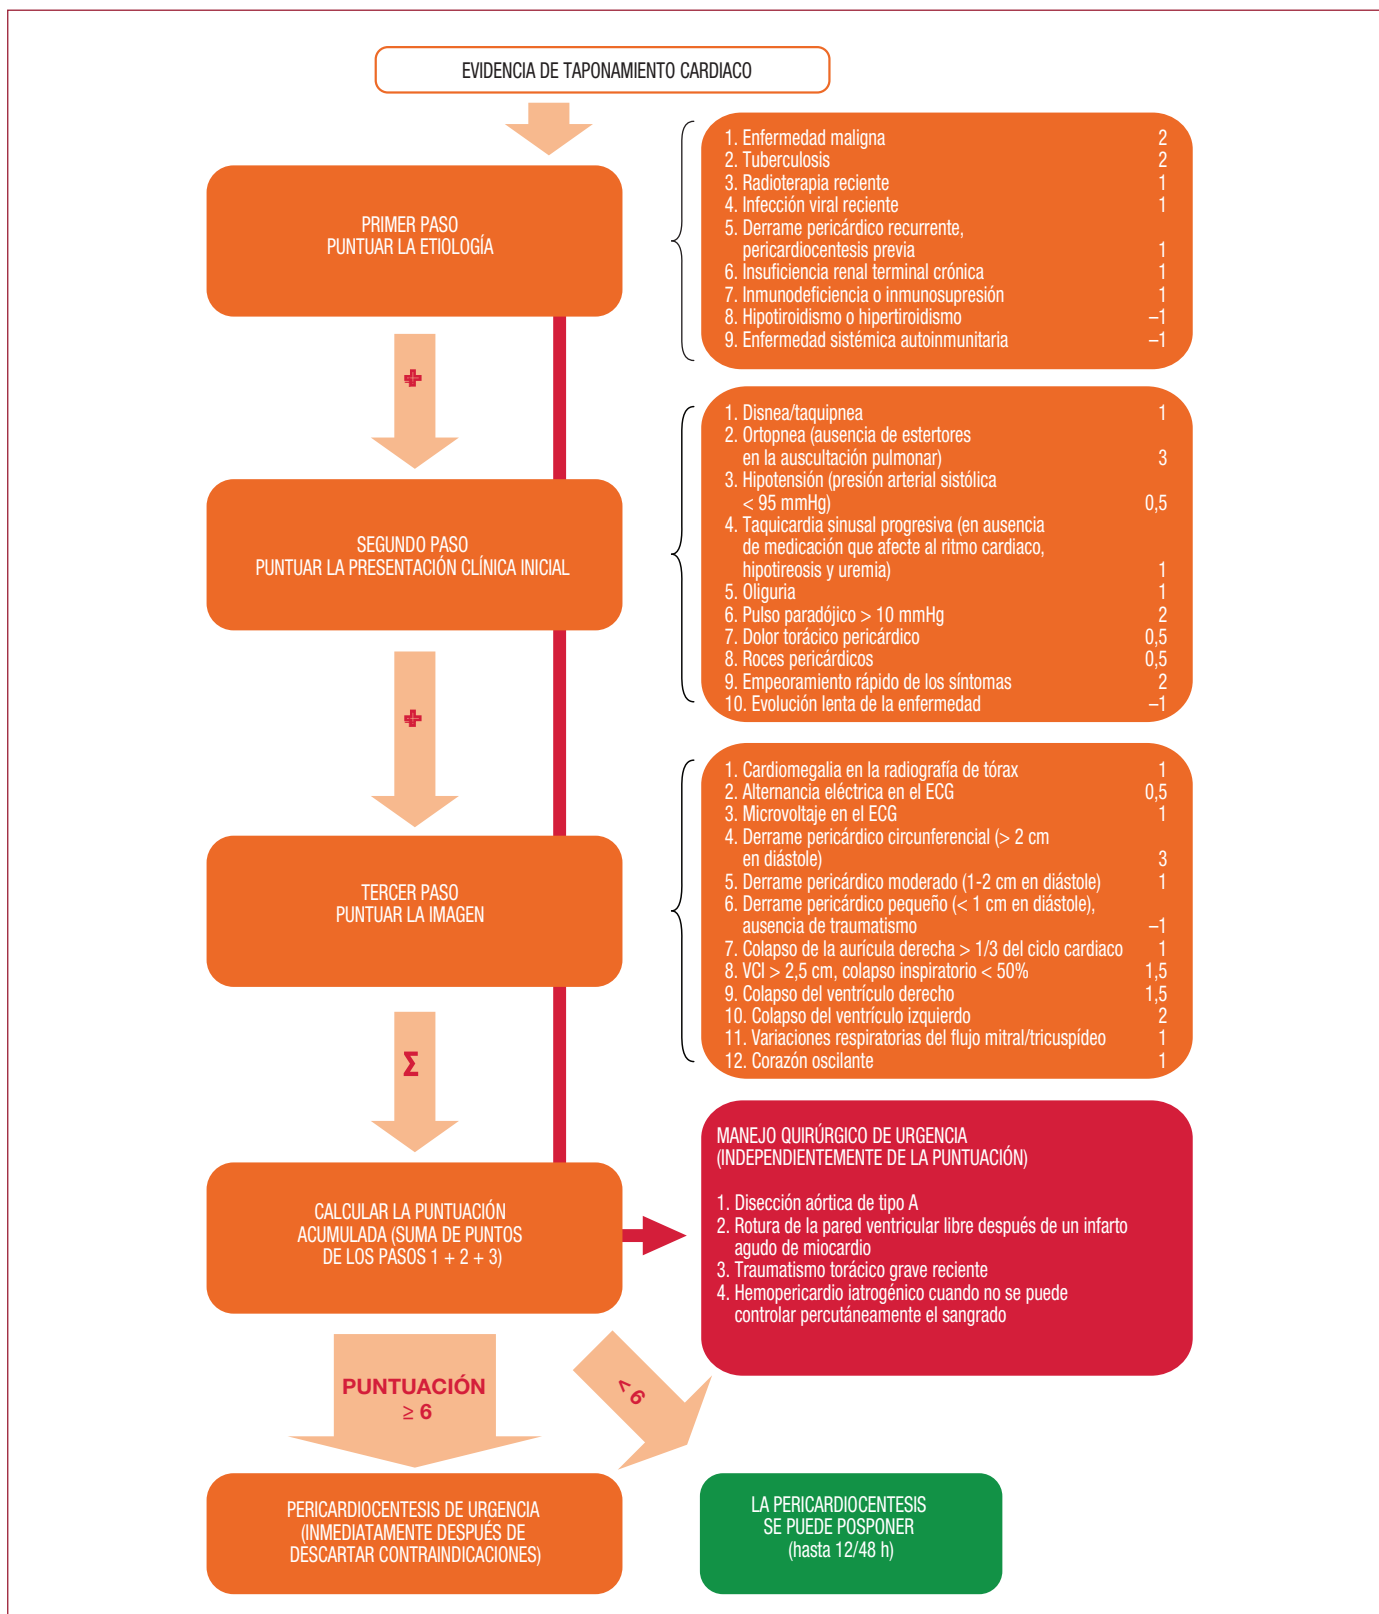 EVIDENCIA DE TAPONAMIENTO CARDIACO
PRIMER PASO
PUNTUAR LA ETIOLOGÍA
1. Enfermedad maligna 2
2. Tuberculosis 2
3. Radioterapia reciente 1
4. Infección viral reciente 1
5. Derrame pericárdico recurrente,
pericardiocentesis previa 1
6. Insuficiencia renal terminal crónica 1
7. Inmunodeficiencia o inmunosupresión 1
8. Hipotiroidismo o hipertiroidismo –1
9. Enfermedad sistémica autoinmunitaria –1
+
SEGUNDO PASO
PUNTUAR LA PRESENTACIÓN CLÍNICA INICIAL
1. Disnea/taquipnea 1
2. Ortopnea (ausencia de estertores
en la auscultación pulmonar) 3
3. Hipotensión (presión arterial sistólica
< 95 mmHg) 0,5
4. Taquicardia sinusal progresiva (en ausencia
de medicación que afecte al ritmo cardiaco,
hipotireosis y uremia) 1
5. Oliguria 1
6. Pulso paradójico > 10 mmHg 2
7. Dolor torácico pericárdico 0,5
8. Roces pericárdicos 0,5
9. Empeoramiento rápido de los síntomas 2
10. Evolución lenta de la enfermedad –1
+
TERCER PASO
PUNTUAR LA IMAGEN
1. Cardiomegalia en la radiografía de tórax 1
2. Alternancia eléctrica en el ECG 0,5
3. Microvoltaje en el ECG 1
4. Derrame pericárdico circunferencial (> 2 cm
en diástole) 3
5. Derrame pericárdico moderado (1-2 cm en diástole) 1
6. Derrame pericárdico pequeño (< 1 cm en diástole),
ausencia de traumatismo –1
7. Colapso de la aurícula derecha > 1/3 del ciclo cardiaco 1
8. VCI > 2,5 cm, colapso inspiratorio < 50% 1,5
9. Colapso del ventrículo derecho 1,5
10. Colapso del ventrículo izquierdo 2
11. Variaciones respiratorias del flujo mitral/tricuspídeo 1
12. Corazón oscilante 1
Σ
CALCULAR LA PUNTUACIÓN
ACUMULADA (SUMA DE PUNTOS
DE LOS PASOS 1 + 2 + 3)
MANEJO QUIRÚRGICO DE URGENCIA
(INDEPENDIENTEMENTE DE LA PUNTUACIÓN)
1. Disección aórtica de tipo A
2. Rotura de la pared ventricular libre después de un infarto
agudo de miocardio
3. Traumatismo torácico grave reciente
4. Hemopericardio iatrogénico cuando no se puede
controlar percutáneamente el sangrado
PUNTUACIÓN
≥ 6
< 6
PERICARDIOCENTESIS DE URGENCIA
(INMEDIATAMENTE DESPUÉS DE
DESCARTAR CONTRAINDICACIONES)
LA PERICARDIOCENTESIS
SE PUEDE POSPONER
(hasta 12/48 h)